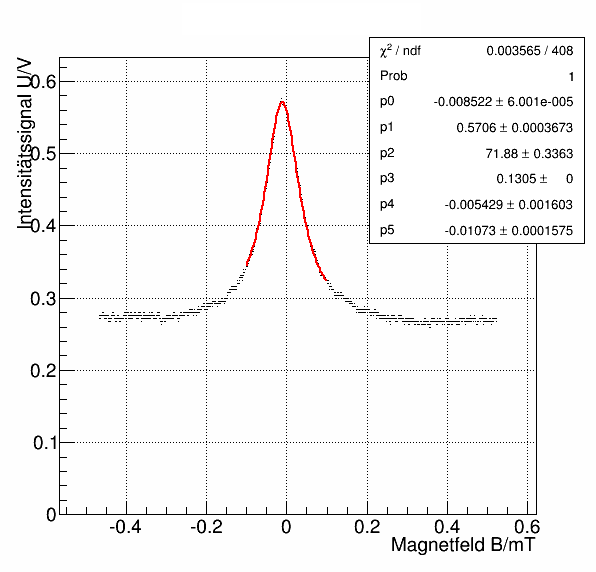 χ² / ndf 0.003565 / 408
Prob 1
p0 -0.008522 ± 6.001e-005
p1 0.5706 ± 0.0003673
p2 71.88 ± 0.3363
p3 0.1305 ± 0
p4 -0.005429 ± 0.001603
p5 -0.01073 ± 0.0001575
Intensitätssignal U/V
0.6
0.5
0.4
0.3
0.2
0.1
0
-0.4 -0.2 0 0.2 0.4 0.6
Magnetfeld B/mT